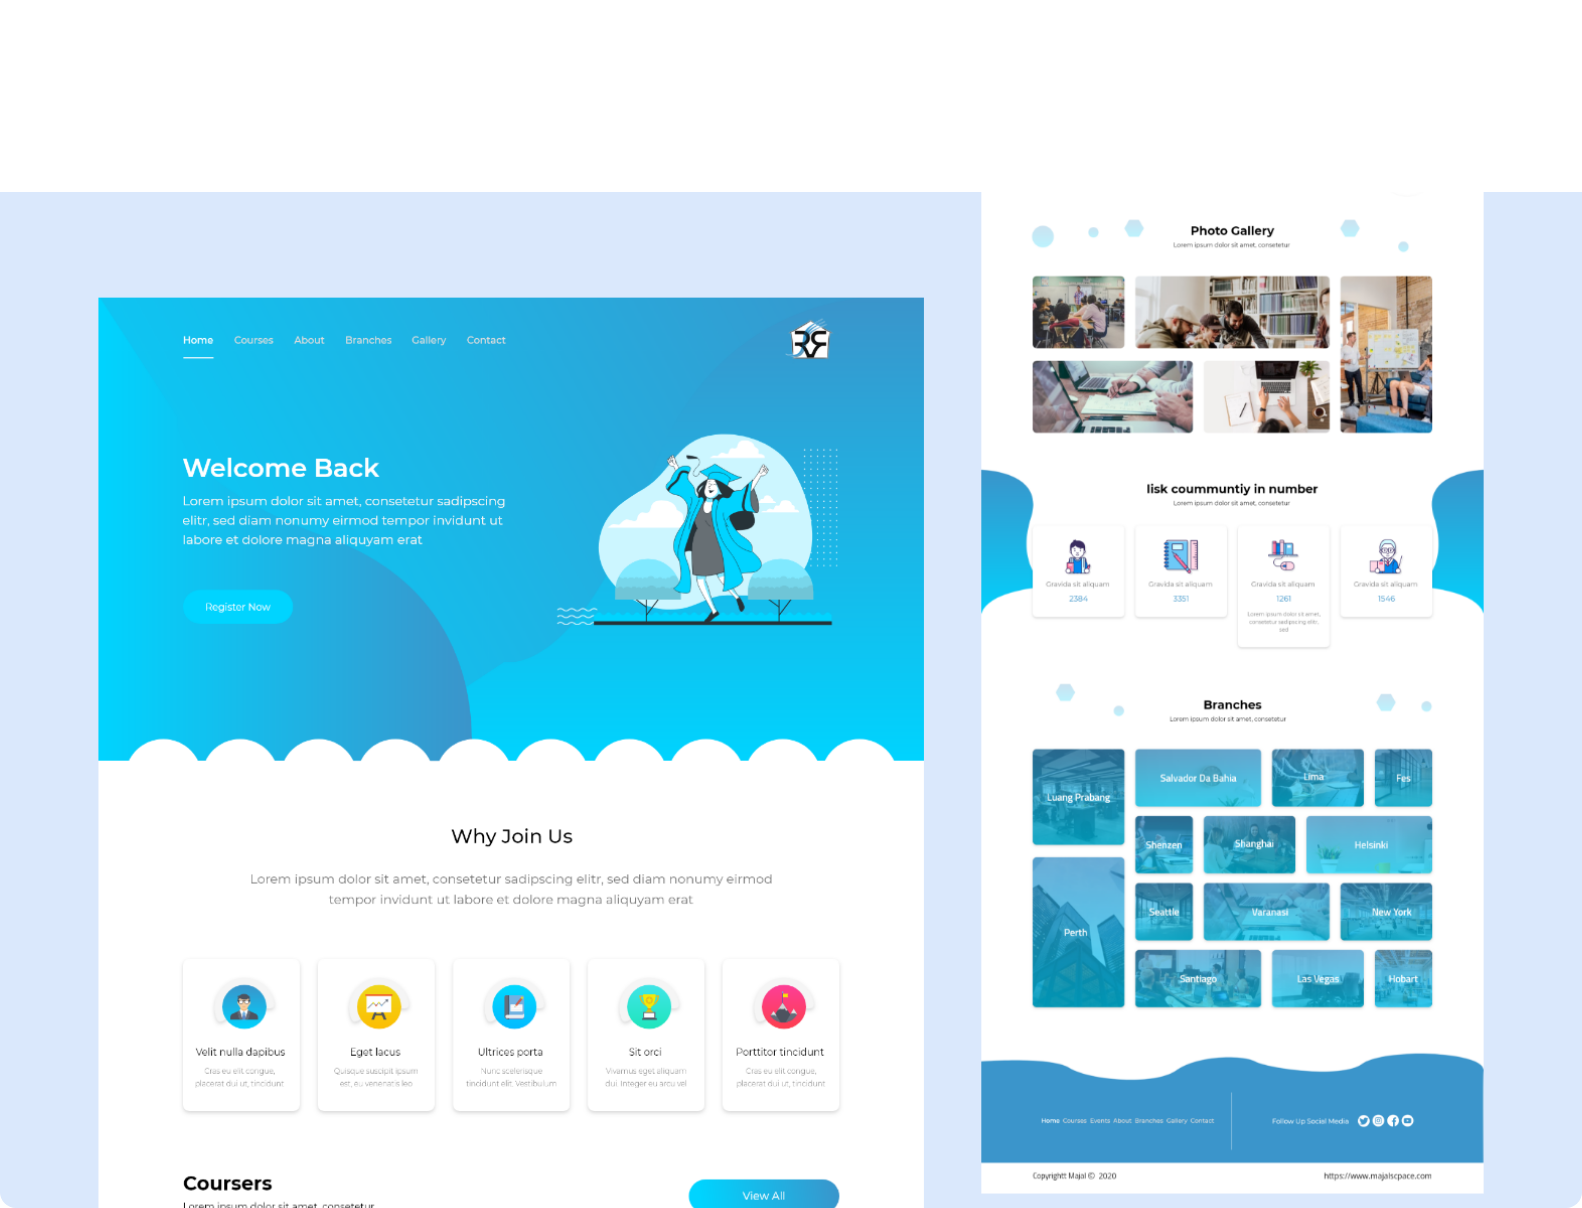 Home Courses About Branches Gallery Contact
Welcome Back
Lorem ipsum dolor sit amet, consetetur sadipscing
elitr, sed diam nonumy eirmod tempor invidunt ut
labore et dolore magna aliquyam erat
Register Now
Why Join Us
Lorem ipsum dolor sit amet, consetetur sadipscing elitr, sed diam nonumy eirmod
tempor invidunt ut labore et dolore magna aliquyam erat
Velit nulla dapibus
Cras eu elit congue,
placerat dui ut, tincidunt
Eget lacus
Quisque suscipit ipsum
est, eu venenatis leo
Ultrices porta
Nunc scelerisque
tincidunt elit. Vestibulum
Sit orci
Vivamus eget aliquam
dui. Integer eu arcu vel
Porttitor tincidunt
Cras eu elit congue,
placerat dui ut, tincidunt
Coursers
Lorem ipsum dolor sit amet, consetetur
View All
Photo Gallery
Lorem ipsum dolor sit amet, consetetur
lisk coummuntiy in number
Lorem ipsum dolor sit amet, consetetur
Gravida sit aliquam
2384
Gravida sit aliquam
3351
Gravida sit aliquam
1261
Lorem ipsum dolor sit amet,
consetetur sadipscing elitr,
sed
Gravida sit aliquam
1546
Branches
Lorem ipsum dolor sit amet, consetetur
Luang Prabang
Salvador Da Bahia
Lima
Fes
Shenzen
Shanghai
Helsinki
Perth
Seattle
Varanasi
New York
Santiago
Las Vegas
Hobart
Home Courses Events About Branches Gallery Contact
Follow Up Social Media
Copyrightt Majal © 2020
https://www.majalscpace.com